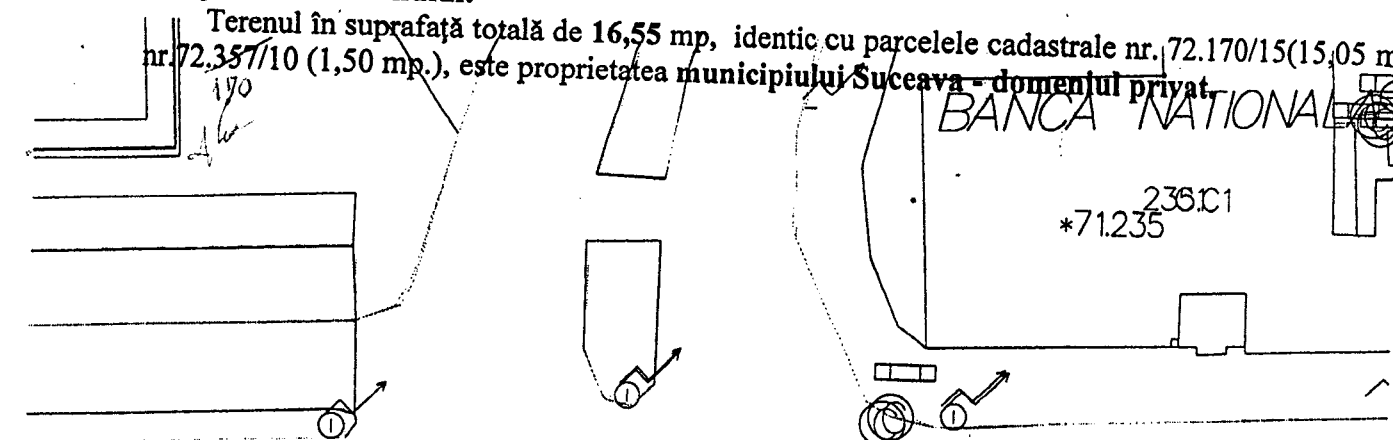 Terenul în suprafață totală de 16,55 mp, identic cu parcelele cadastrale nr. 72.170/15(15,05 m
nr.72.357/10 (1,50 mp.), este proprietatea municipiului Suceava - domeniul privat.
170
BANCA NATIONAL
236.C1
*71.235